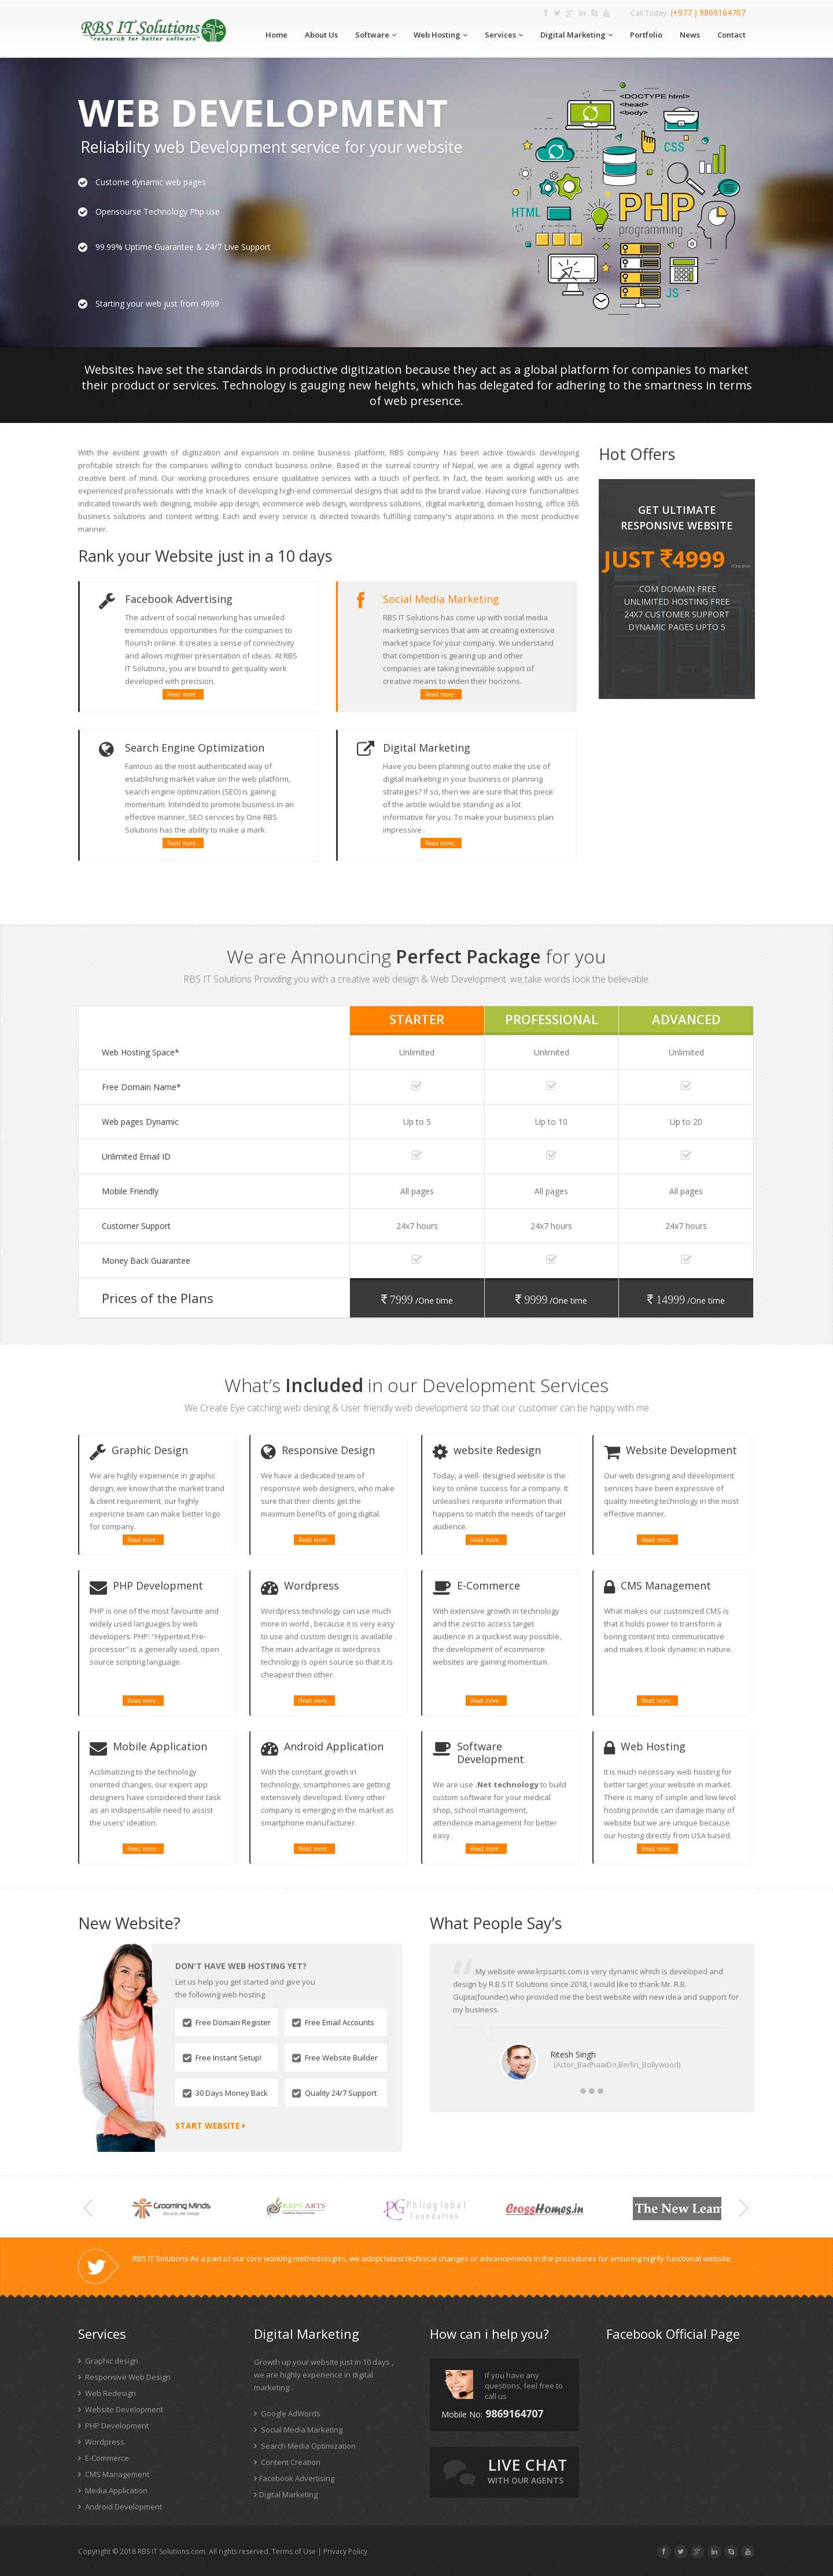 Call Today: (+977 ) 9869164707
RBS IT Solutions
research for better software
Home About Us Software Web Hosting Services Digital Marketing Portfolio News Contact
WEB DEVELOPMENT
Reliability web Development service for your website
Custome dynamic web pages
Opensourse Technology Php use
99.99% Uptime Guarantee & 24/7 Live Support
Starting your web just from 4999
<!DOCTYPE html>
<head>
<body>
CSS
HTML
PHP
programming
JS
Websites have set the standards in productive digitization because they act as a global platform for companies to market
their product or services. Technology is gauging new heights, which has delegated for adhering to the smartness in terms
of web presence.
With the evident growth of digitization and expansion in online business platform, RBS company has been active towards developing
profitable stretch for the companies willing to conduct business online. Based in the surreal country of Nepal, we are a digital agency with
creative bent of mind. Our working procedures ensure qualitative services with a touch of perfect. In fact, the team working with us are
experienced professionals with the knack of developing high-end commercial designs that add to the brand value. Having core functionalities
indicated towards web deigning, mobile app design, ecommerce web design, wordpress solutions, digital marketing, domain hosting, office 365
business solutions and content writing. Each and every service is directed towards fulfilling company's aspirations in the most productive
manner.
Rank your Website just in a 10 days
Facebook Advertising
The advent of social networking has unveiled
tremendous opportunities for the companies to
flourish online. It creates a sense of connectivity
and allows mightier presentation of ideas. At RBS
IT Solutions, you are bound to get quality work
developed with precision.
Read more..
Social Media Marketing
RBS IT Solutions has come up with social media
marketing services that aim at creating extensive
market space for your company. We understand
that competition is gearing up and other
companies are taking inevitable support of
creative means to widen their horizons.
Read more..
Search Engine Optimization
Famous as the most authenticated way of
establishing market value on the web platform,
search engine optimization (SEO) is gaining
momentum. Intended to promote business in an
effective manner, SEO services by One RBS
Solutions has the ability to make a mark.
Read more..
Digital Marketing
Have you been planning out to make the use of
digital marketing in your business or planning
strategies? If so, then we are sure that this piece
of the article would be standing as a lot
informative for you. To make your business plan
impressive .
Read more..
Hot Offers
GET ULTIMATE
RESPONSIVE WEBSITE
JUST ₹4999 /One time
.COM DOMAIN FREE
UNLIMITED HOSTING FREE
24X7 CUSTOMER SUPPORT
DYNAMIC PAGES UPTO 5
We are Announcing Perfect Package for you
RBS IT Solutions Providing you with a creative web design & Web Development. we take words look the believable.
STARTER PROFESSIONAL ADVANCED
Web Hosting Space* Unlimited Unlimited Unlimited
Free Domain Name*
Web pages Dynamic Up to 5 Up to 10 Up to 20
Unlimited Email ID
Mobile Friendly All pages All pages All pages
Customer Support 24x7 hours 24x7 hours 24x7 hours
Money Back Guarantee
Prices of the Plans ₹ 7999 /One time ₹ 9999 /One time ₹ 14999 /One time
What's Included in our Development Services
We Create Eye catching web desing & User friendly web development so that our customer can be happy with me
Graphic Design
We are highly experience in graphic
design, we know that the market trand
& client requirement, our highly
expericne team can make better logo
for company.
Read more..
Responsive Design
We have a dedicated team of
responsive web designers, who make
sure that their clients get the
maximum benefits of going digital.
Read more..
website Redesign
Today, a well- designed website is the
key to online success for a company. It
unleashes requisite information that
happens to match the needs of target
audience.
Read more..
Website Development
Our web designing and development
services have been expressive of
quality meeting technology in the most
effective manner.
Read more..
PHP Development
PHP is one of the most favourite and
widely used languages by web
developers. PHP: "Hypertext Pre-
processor" is a generally used, open
source scripting language.
Read more..
Wordpress
Wordpress technology can use much
more in world , because it is very easy
to use and custom design is available .
The main advantage is wordpress
technology is open source so that it is
cheapest then other.
Read more..
E-Commerce
With extensive growth in technology
and the zest to access target
audience in a quickest way possible,
the development of ecommerce
websites are gaining momentum.
Read more..
CMS Management
What makes our customized CMS is
that it holds power to transform a
boring content into communicative
and makes it look dynamic in nature.
Read more..
Mobile Application
Acclimatizing to the technology
oriented changes, our expert app
designers have considered their task
as an indispensable need to assist
the users' ideation.
Read more..
Android Application
With the constant growth in
technology, smartphones are getting
extensively developed. Every other
company is emerging in the market as
smartphone manufacturer.
Read more..
Software
Development
We are use .Net technology to build
custom software for your medical
shop, school management,
attendence management for better
easy .
Read more..
Web Hosting
It is much necessary web hosting for
better target your website in market.
There is many of simple and low level
hosting provide can damage many of
website but we are unique because
our hosting directly from USA based.
Read more..
New Website?
DON'T HAVE WEB HOSTING YET?
Let us help you get started and give you
the following web hosting
Free Domain Register Free Email Accounts
Free Instant Setup! Free Website Builder
30 Days Money Back Quality 24/7 Support
START WEBSITE
What People Say's
My website www.krpsarts.com is very dynamic which is developed and
design by R.B.S IT Solutions since 2018, I would like to thank Mr. R.B.
Gupta(founder) who provided me the best website with new idea and support for
my business.
Ritesh Singh
(Actor_BadhaaiDo,Berlin_Bollywood)
Grooming Minds
discover the change
KRPS ARTS
Creating Opportunities
PG Philoglobal
Foundation
CrossHomes.in
The New Learn
RBS IT Solutions As a part of our core working methodologies, we adopt latest technical changes or advancements in the procedures for ensuring highly functional website.
Services
Graphic design
Responsive Web Design
Web Redesign
Website Development
PHP Development
Wordpress
E-Commerce
CMS Management
Media Application
Android Development
Digital Marketing
Growth up your website just in 10 days ,
we are highly experience in digital
marketing .
Google AdWords
Social Media Marketing
Search Media Optimization
Content Creation
Facebook Advertising
Digital Marketing
How can i help you?
If you have any
questions, feel free to
call us
Mobile No: 9869164707
LIVE CHAT
WITH OUR AGENTS
Facebook Official Page
Copyright © 2018 RBS IT Solutions.com. All rights reserved. Terms of Use | Privacy Policy